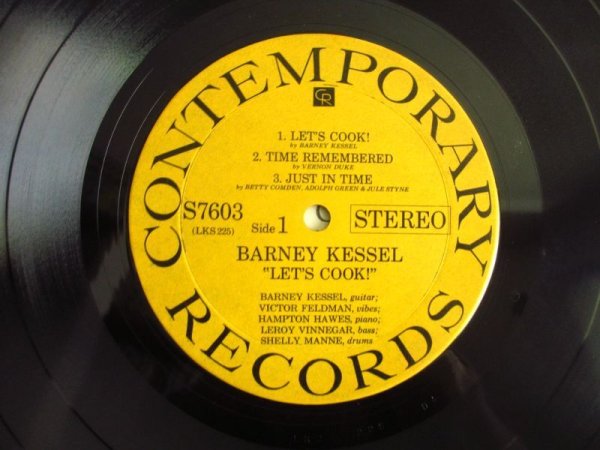 CONTEMPORARY
RECORDS
CR
1. LET'S COOK!
by BARNEY KESSEL
2. TIME REMEMBERED
by VERNON DUKE
3. JUST IN TIME
by BETTY COMDEN, ADOLPH GREEN & JULE STYNE
S7603
(LKS 225)
Side 1
STEREO
BARNEY KESSEL
"LET'S COOK!"
BARNEY KESSEL, guitar;
VICTOR FELDMAN, vibes;
HAMPTON HAWES, piano;
LEROY VINNEGAR, bass;
SHELLY MANNE, drums